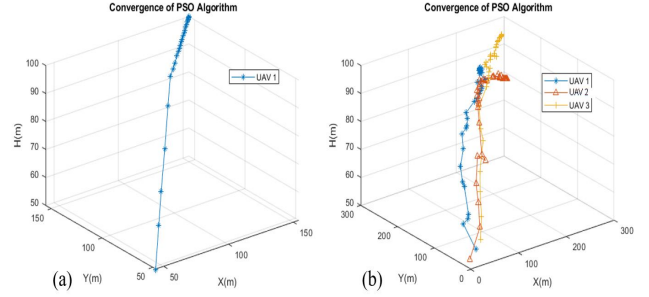 Convergence of PSO Algorithm
100
90
80
70
60
50
H(m)
150
100
50
Y(m)
50
100
150
X(m)
UAV 1
(a)
Convergence of PSO Algorithm
100
90
80
70
60
50
H(m)
300
200
100
0
Y(m)
0
100
200
300
X(m)
UAV 1
UAV 2
UAV 3
(b)